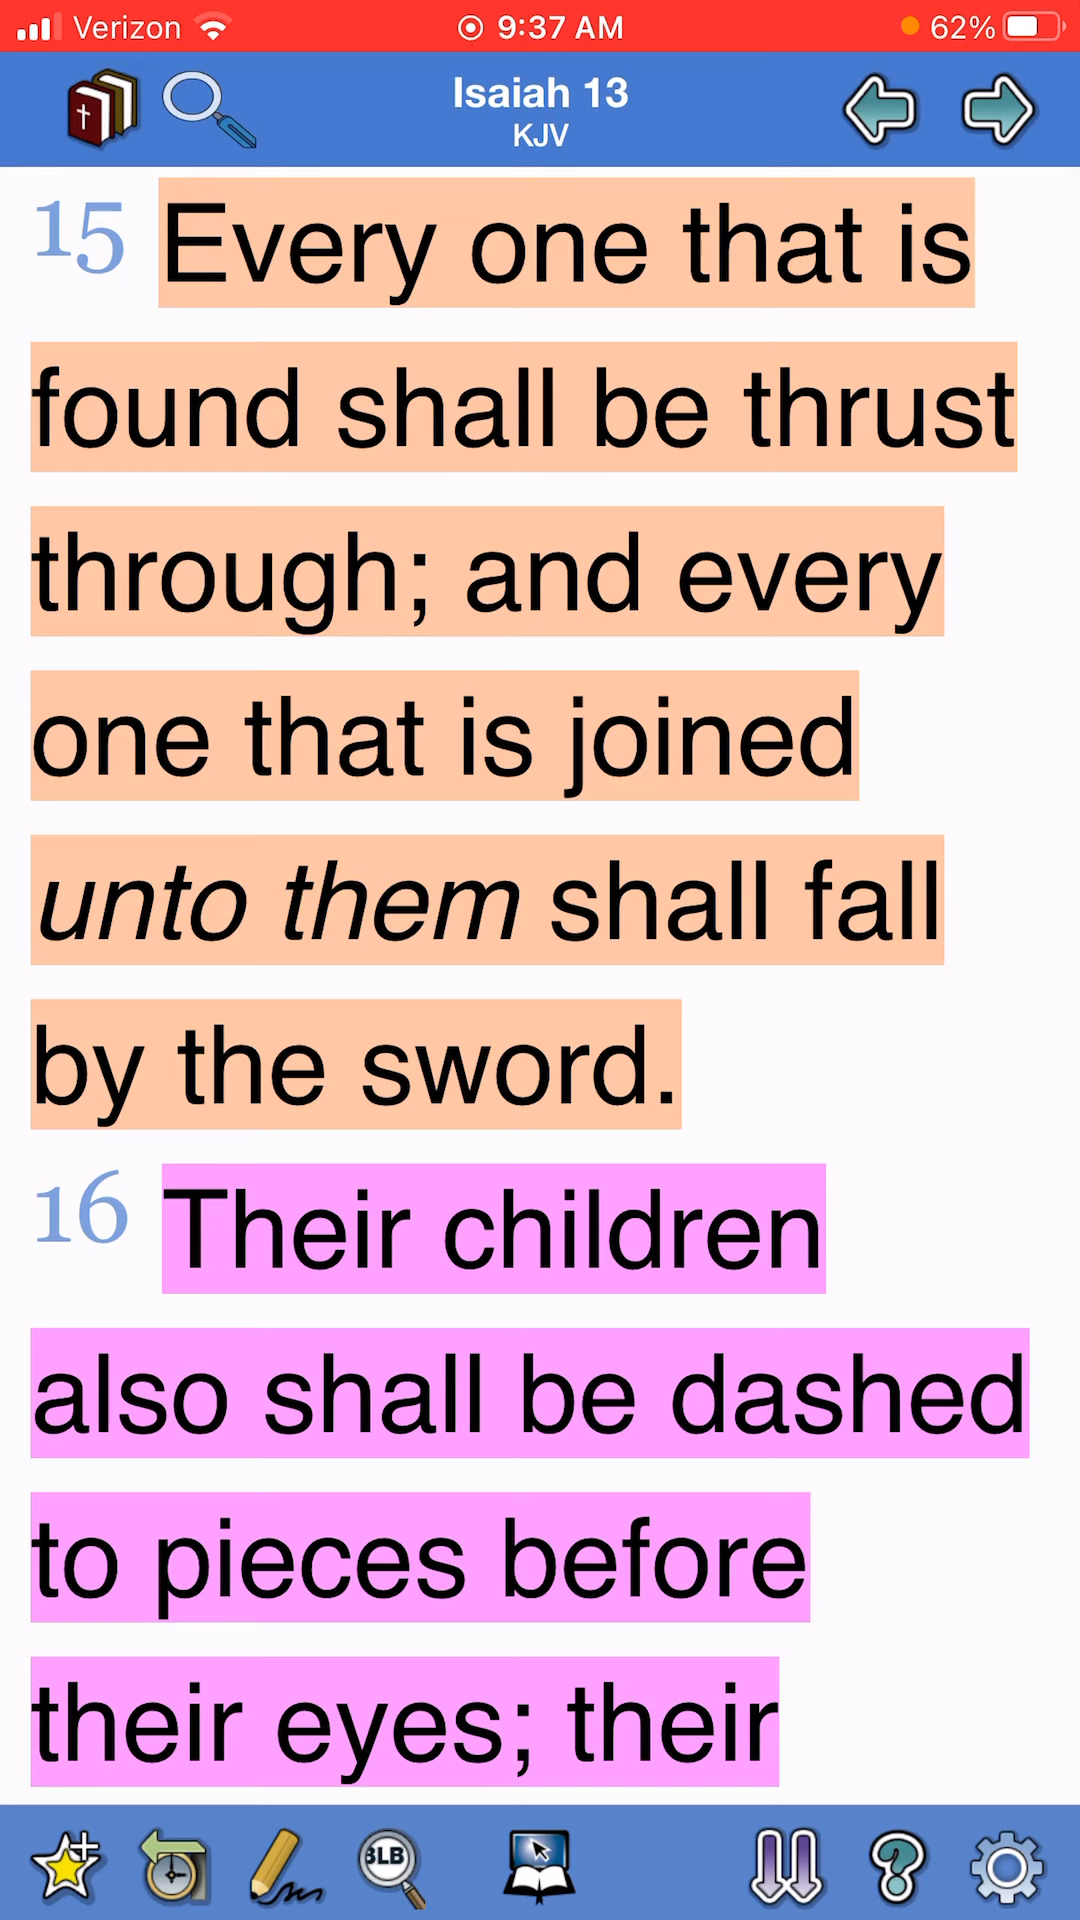 Verizon 9:37 AM 62%
Isaiah 13
KJV
15 Every one that is
found shall be thrust
through; and every
one that is joined
unto them shall fall
by the sword.
16 Their children
also shall be dashed
to pieces before
their eyes; their
BLB